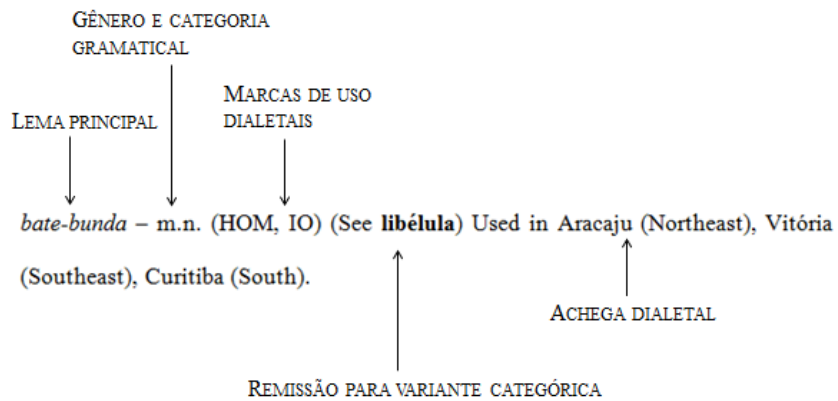 GÊNERO E CATEGORIA
GRAMATICAL
MARCAS DE USO
DIALETAIS
LEMA PRINCIPAL
bate-bunda – m.n. (HOM, IO) (See libélula) Used in Aracaju (Northeast), Vitória
(Southeast), Curitiba (South).
ACHEGA DIALETAL
REMISSÃO PARA VARIANTE CATEGÓRICA